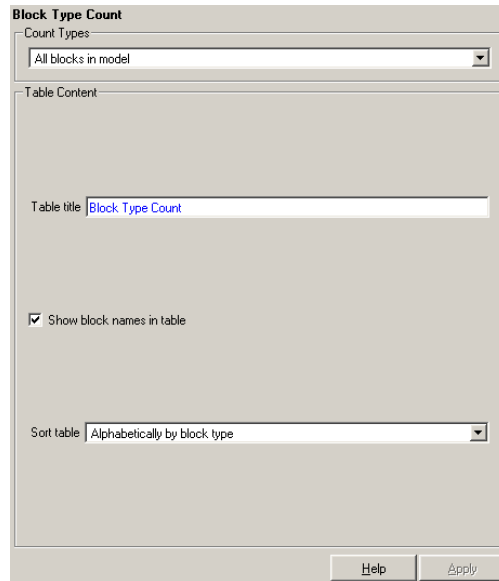 Block Type Count
Count Types
All blocks in model
Table Content
Table title Block Type Count
Show block names in table
Sort table Alphabetically by block type
Help Apply